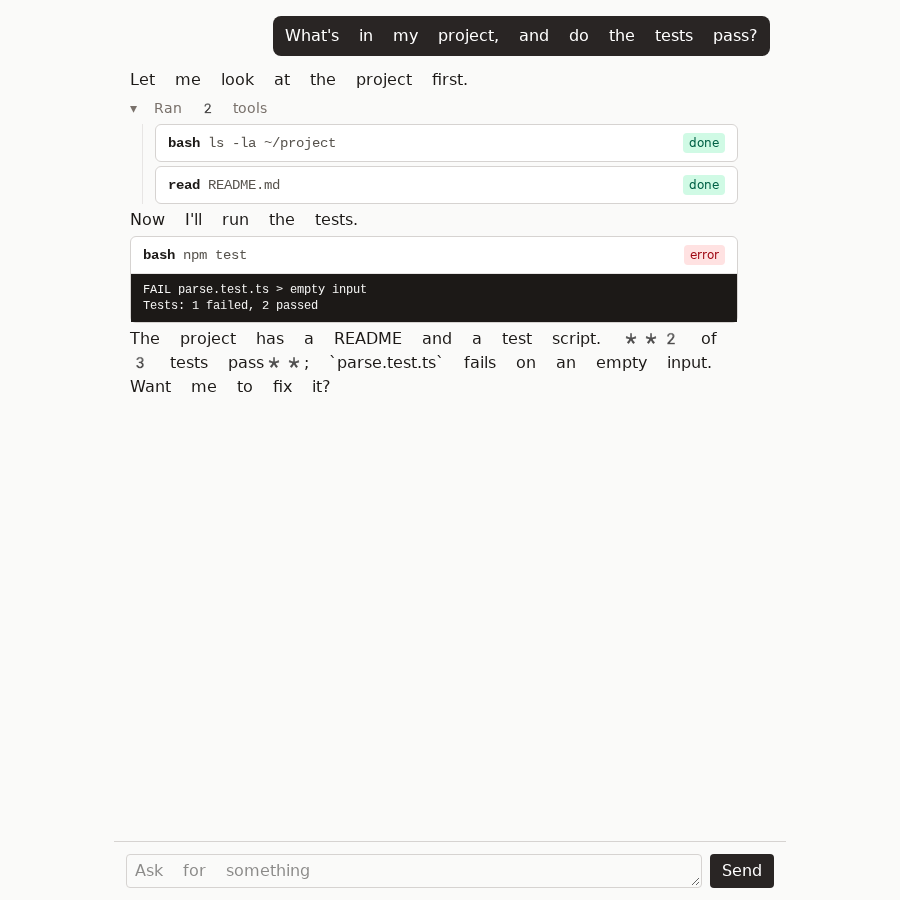 What's in my project, and do the tests pass?
Let me look at the project first.
▾ Ran 2 tools
bash ls -la ~/project done
read README.md done
Now I'll run the tests.
bash npm test error
FAIL parse.test.ts > empty input
Tests: 1 failed, 2 passed
The project has a README and a test script. **2 of
3 tests pass**; `parse.test.ts` fails on an empty input.
Want me to fix it?
Ask for something Send